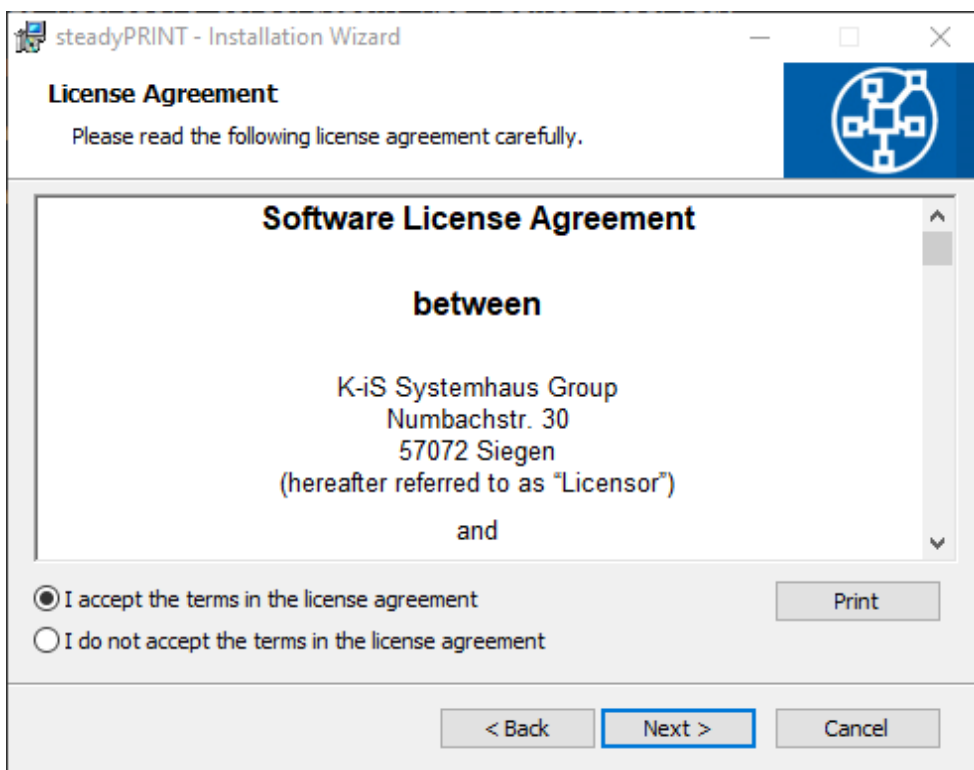 steadyPRINT - Installation Wizard
License Agreement
Please read the following license agreement carefully.
Software License Agreement
between
K-iS Systemhaus Group
Numbachstr. 30
57072 Siegen
(hereafter referred to as “Licensor”)
and
I accept the terms in the license agreement
Print
I do not accept the terms in the license agreement
< Back
Next >
Cancel